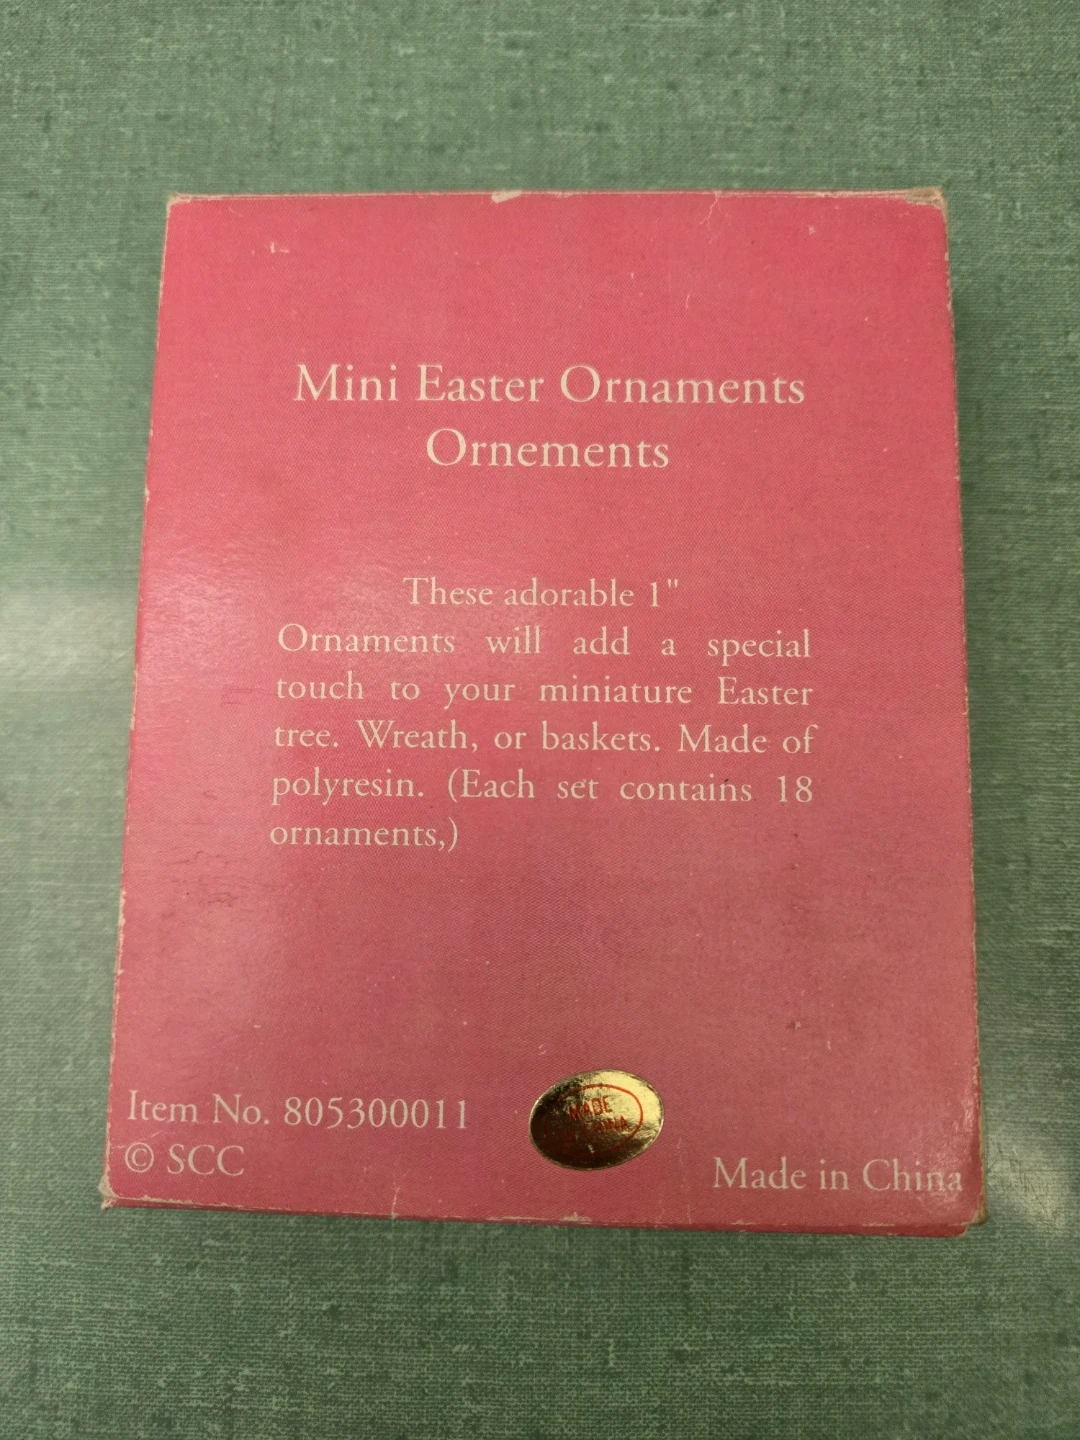 Mini Easter Ornaments
Ornements
These adorable 1"
Ornaments will add a special
touch to your miniature Easter
tree. Wreath, or baskets. Made of
polyresin. (Each set contains 18
ornaments,)
Item No. 805300011
© SCC
MADE
Made in China